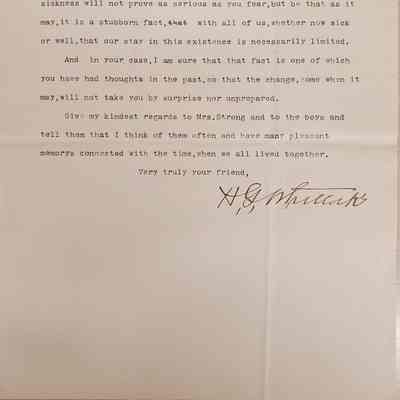 sickness will not prove as serious as you fear,but be that as it
may,it is a stubborn fact, with all of us,whether now sick
or well,that our stay in this existence is necessarily limited.
And in your case,I am sure that that fact is one of which
you have had thoughts in the past,so that the change,come when it
may,will not take you by surprise nor unprepared.
Give my kindest regards to Mrs.Strong and to the boys and
tell them that I think of them often and have many pleasant
memorys connected with the time,when we all lived together.
Very truly your friend,
H. G.